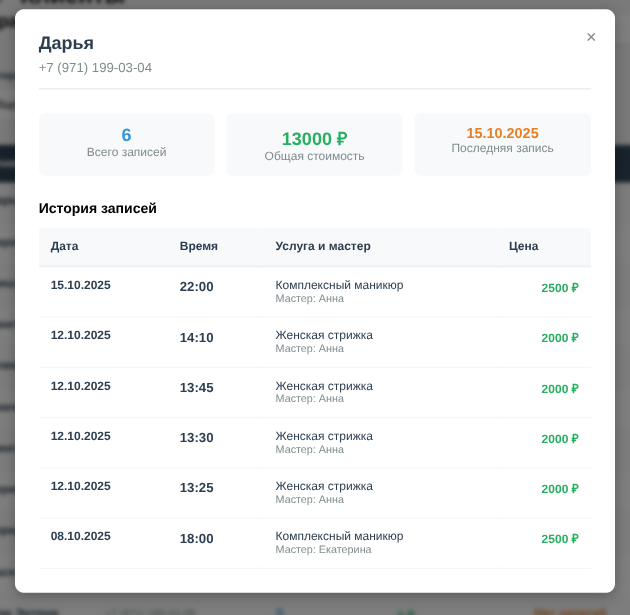 Дарья
×
+7 (971) 199-03-04
6
Всего записей
13000 ₽
Общая стоимость
15.10.2025
Последняя запись
История записей
Дата Время Услуга и мастер Цена
15.10.2025 22:00 Комплексный маникюр 2500 ₽
Мастер: Анна
12.10.2025 14:10 Женская стрижка 2000 ₽
Мастер: Анна
12.10.2025 13:45 Женская стрижка 2000 ₽
Мастер: Анна
12.10.2025 13:30 Женская стрижка 2000 ₽
Мастер: Анна
12.10.2025 13:25 Женская стрижка 2000 ₽
Мастер: Анна
08.10.2025 18:00 Комплексный маникюр 2500 ₽
Мастер: Екатерина